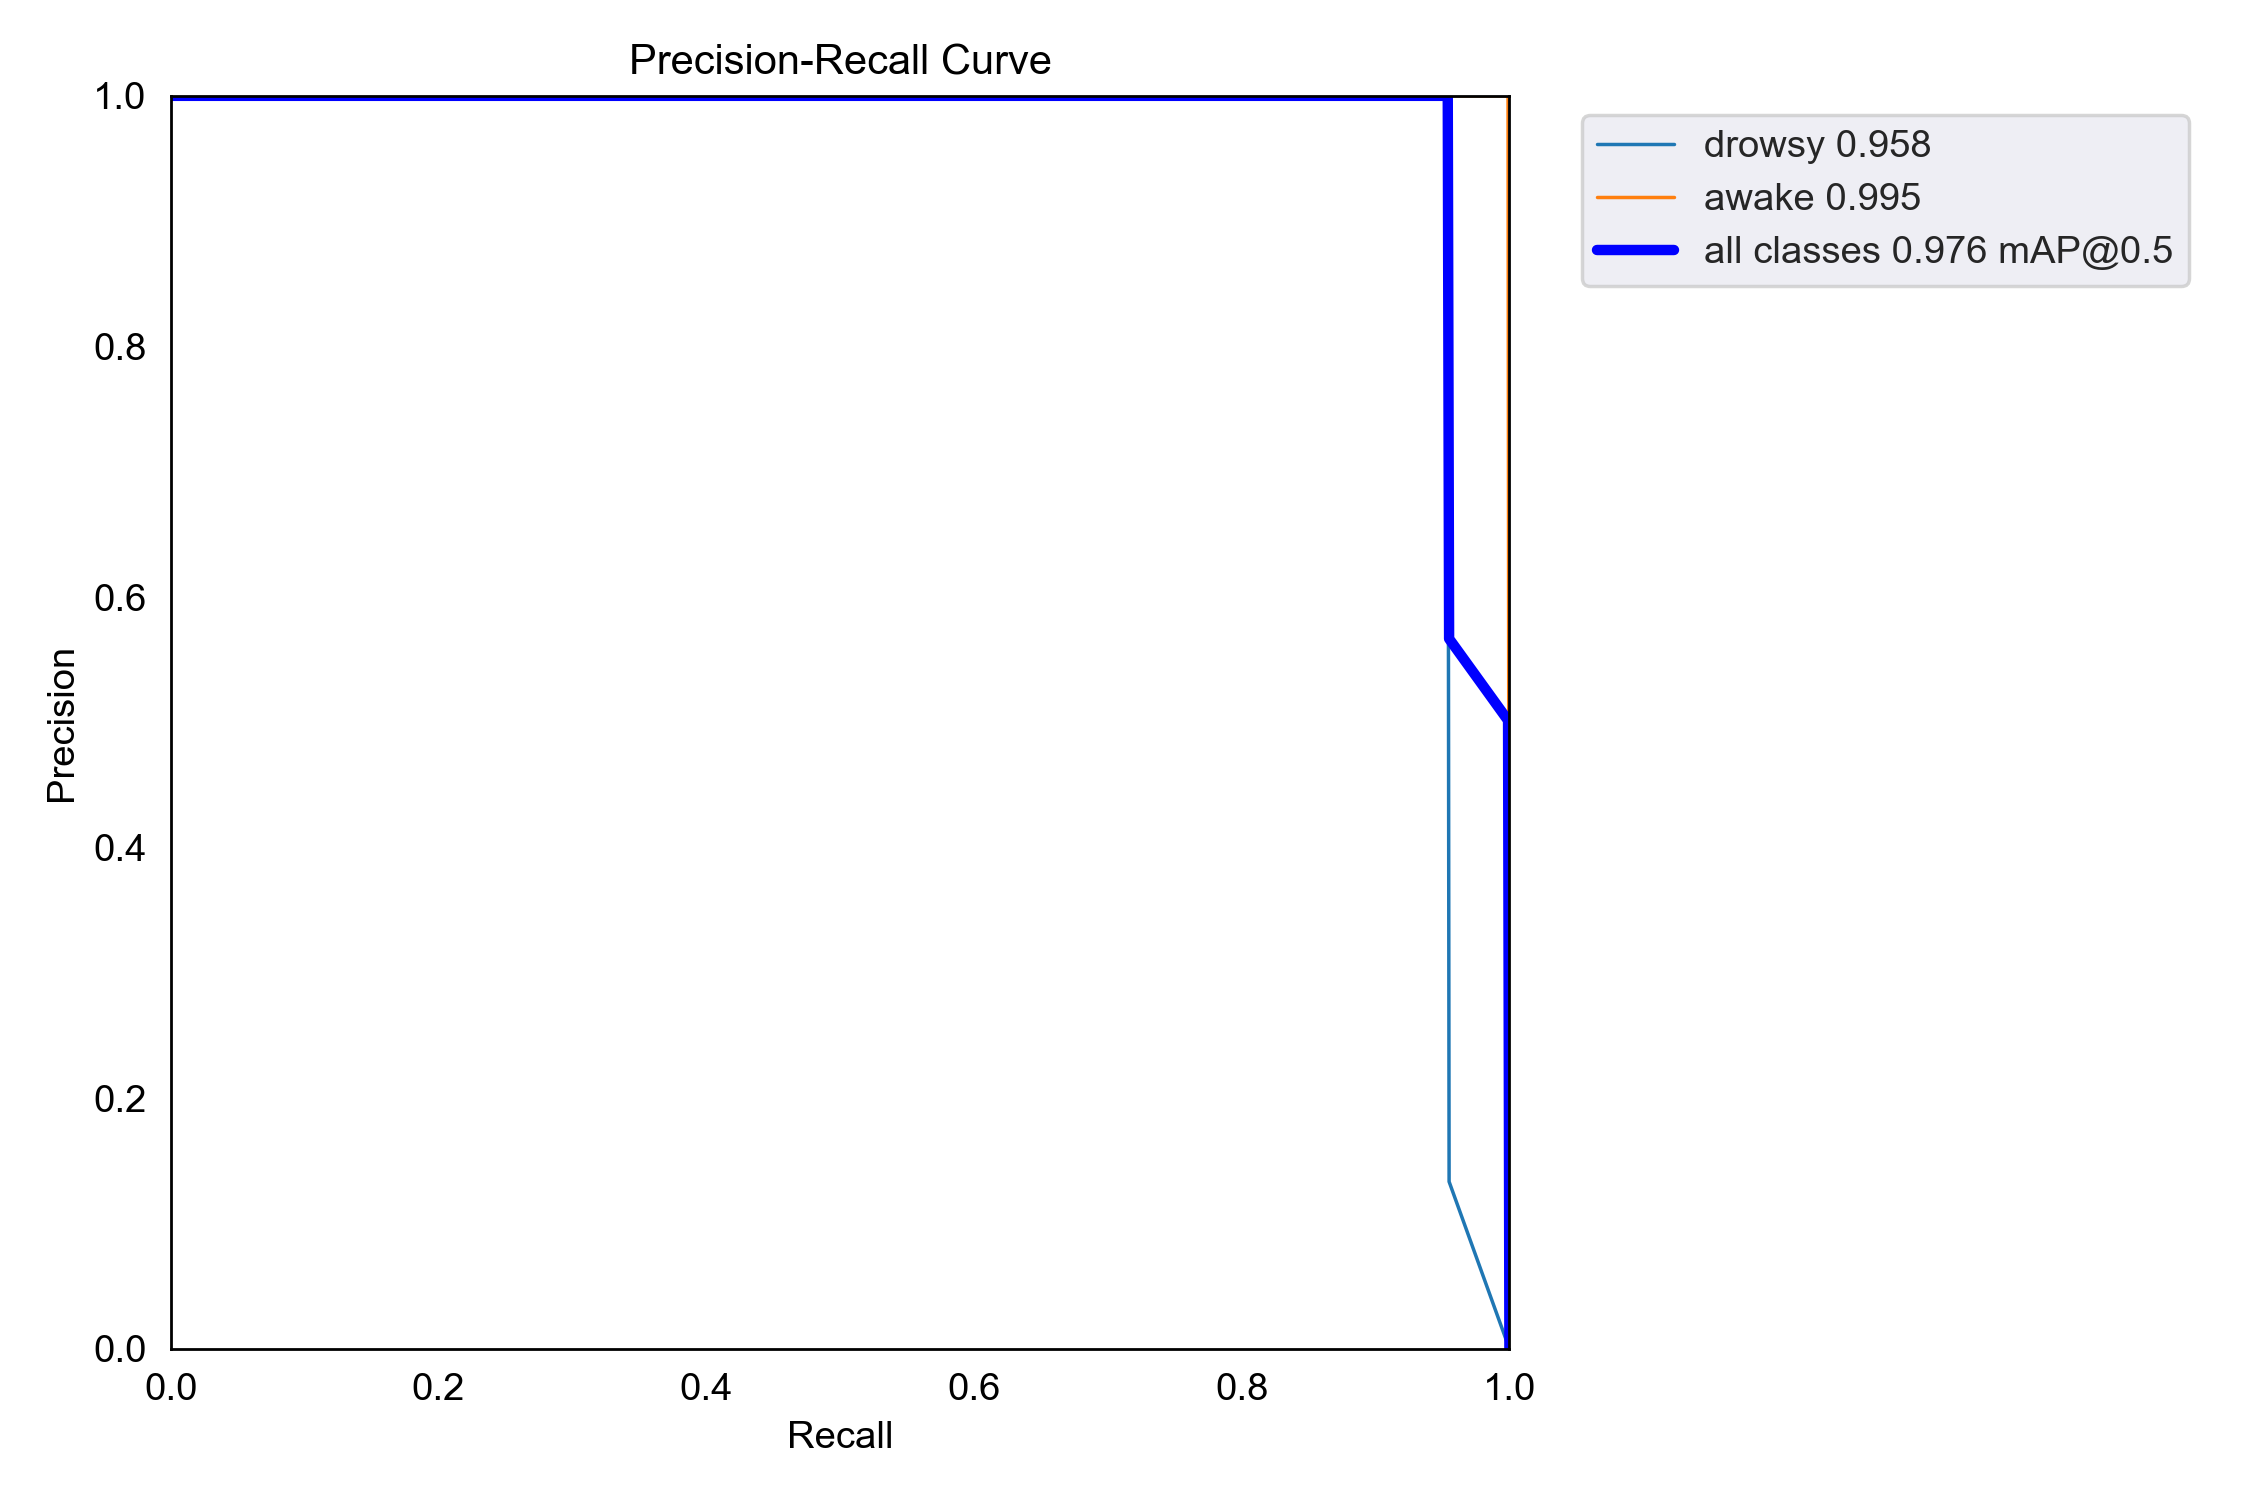 Precision-Recall Curve
1.0
0.8
0.6
0.4
0.2
0.0
Precision
0.0 0.2 0.4 0.6 0.8 1.0
Recall
drowsy 0.958
awake 0.995
all classes 0.976 mAP@0.5